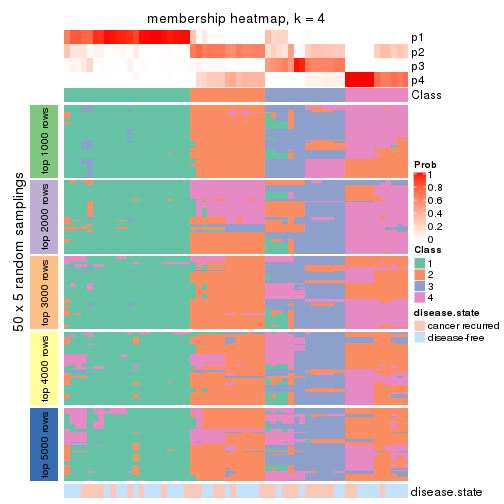 membership heatmap, k = 4
p1
p2
p3
p4
Class
50 x 5 random samplings
top 1000 rows
top 2000 rows
top 3000 rows
top 4000 rows
top 5000 rows
Prob
1
0.8
0.6
0.4
0.2
0
Class
1
2
3
4
disease.state
cancer recurred
disease-free
disease.state